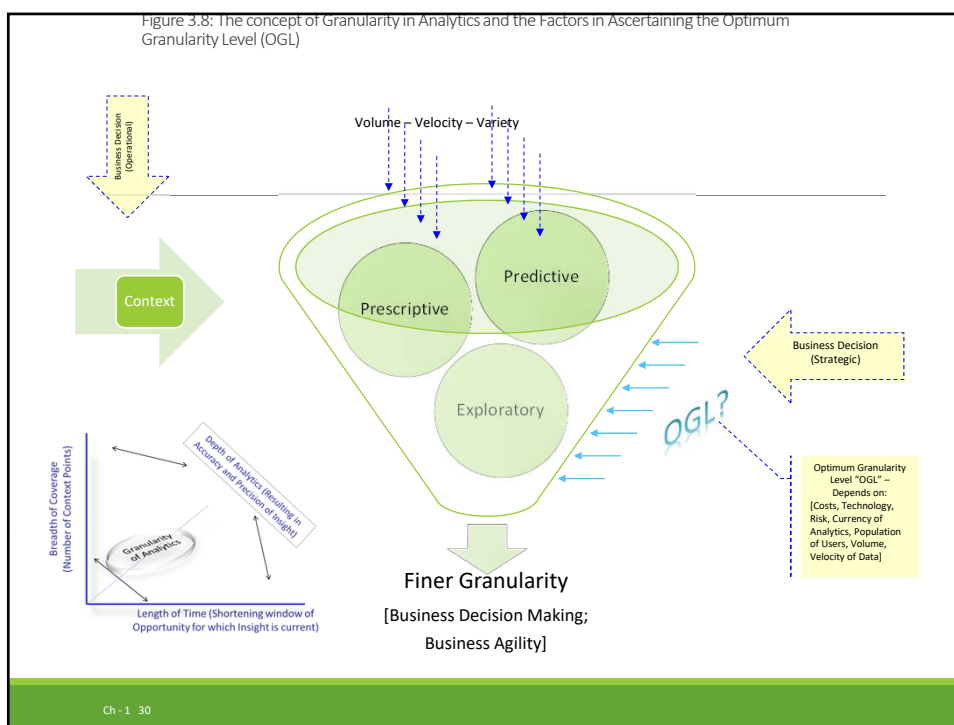 Figure 3.8: The concept of Granularity in Analytics and the Factors in Ascertaining the Optimum
Granularity Level (OGL)
Business Decision
(Operational)
Volume – Velocity – Variety
Context
Prescriptive
Predictive
Exploratory
Business Decision
(Strategic)
OGL?
Optimum Granularity
Level “OGL” –
Depends on:
[Costs, Technology,
Risk, Currency of
Analytics, Population
of Users, Volume,
Velocity of Data]
Breadth of Coverage
(Number of Context Points)
Depth of Analytics (Resulting in
Accuracy and Precision of Insight)
Granularity
of Analytics
Length of Time (Shortening window of
Opportunity for which Insight is current)
Finer Granularity
[Business Decision Making;
Business Agility]
Ch - 1 30